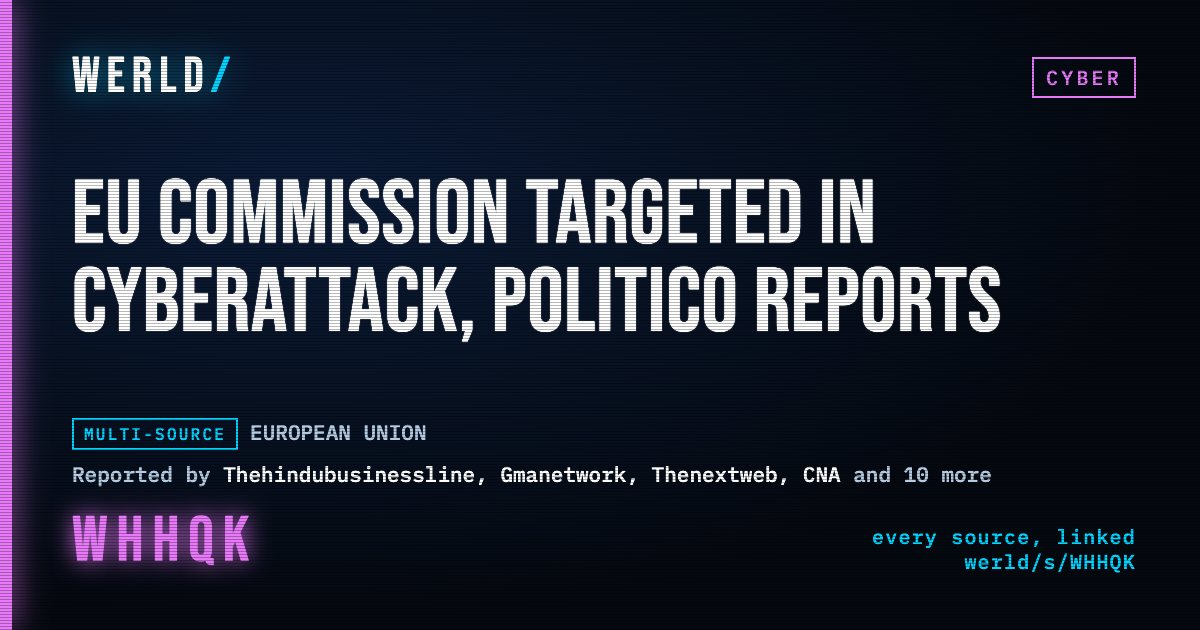 WERLD/
CYBER
EU COMMISSION TARGETED IN
CYBERATTACK, POLITICO REPORTS
MULTI-SOURCE EUROPEAN UNION
Reported by Thehindubusinessline, Gmanetwork, Thenextweb, CNA and 10 more
WHHQK
every source, linked
werld/s/WHHQK